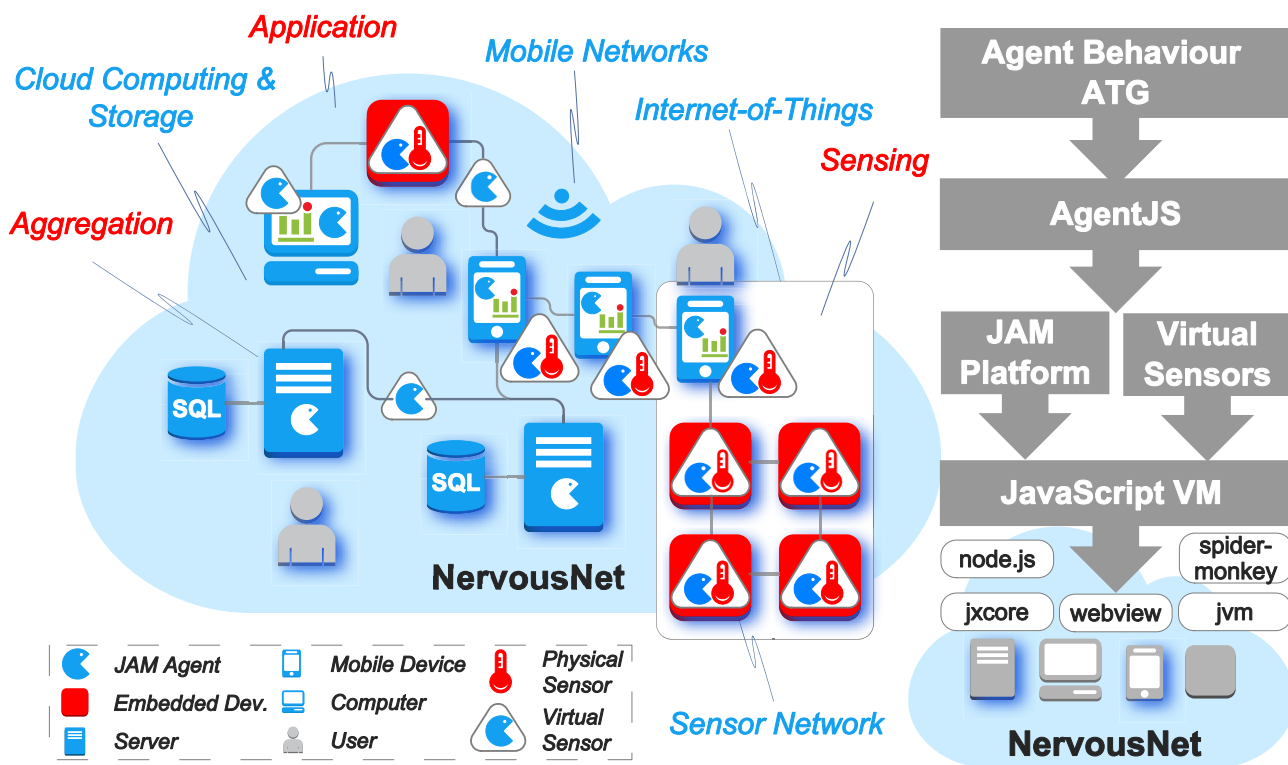 Application
Mobile Networks
Cloud Computing &
Storage
Internet-of-Things
Sensing
Aggregation
SQL
SQL
NervousNet
Sensor Network
JAM Agent
Embedded Dev.
Server
Mobile Device
Computer
User
Physical
Sensor
Virtual
Sensor
Agent Behaviour
ATG
AgentJS
JAM
Platform
Virtual
Sensors
JavaScript VM
node.js
spider-
monkey
jxcore
webview
jvm
NervousNet